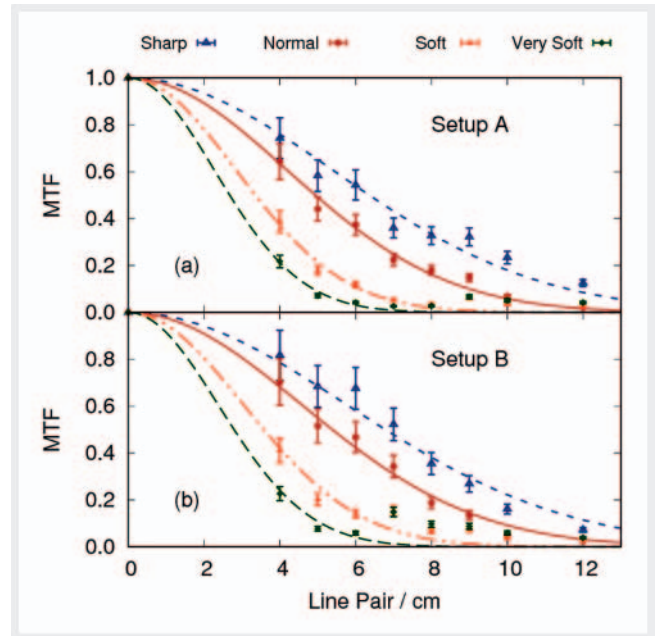 Sharp Normal Soft Very Soft
1.0
0.8
0.6
0.4
0.2
0.0
MTF
Setup A
(a)
0.8
0.6
0.4
0.2
0.0
MTF
Setup B
(b)
0 2 4 6 8 10 12
Line Pair / cm